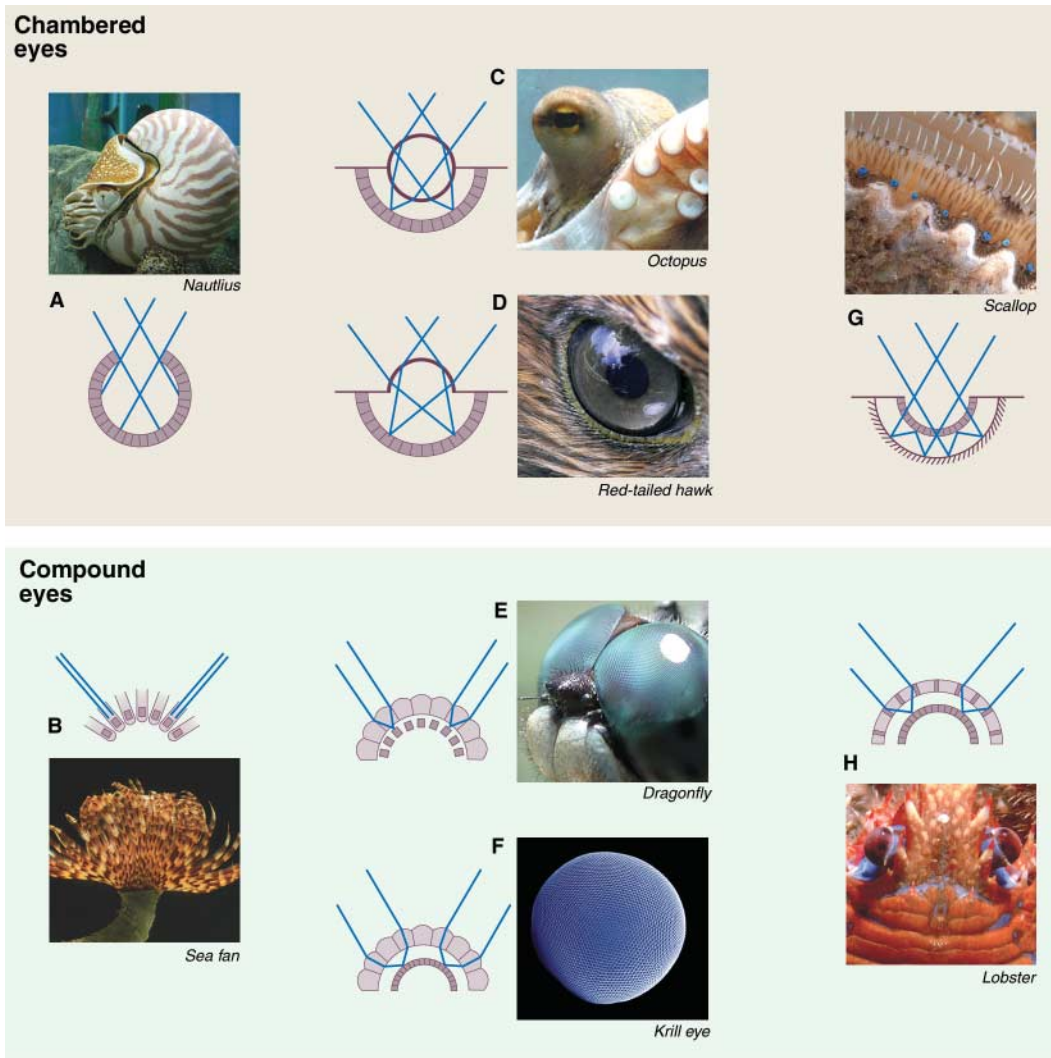 Chambered
eyes
C
Nautlius
Octopus
Scallop
A
D
G
Red-tailed hawk
Compound
eyes
E
B
Dragonfly
H
F
Sea fan
Lobster
Krill eye